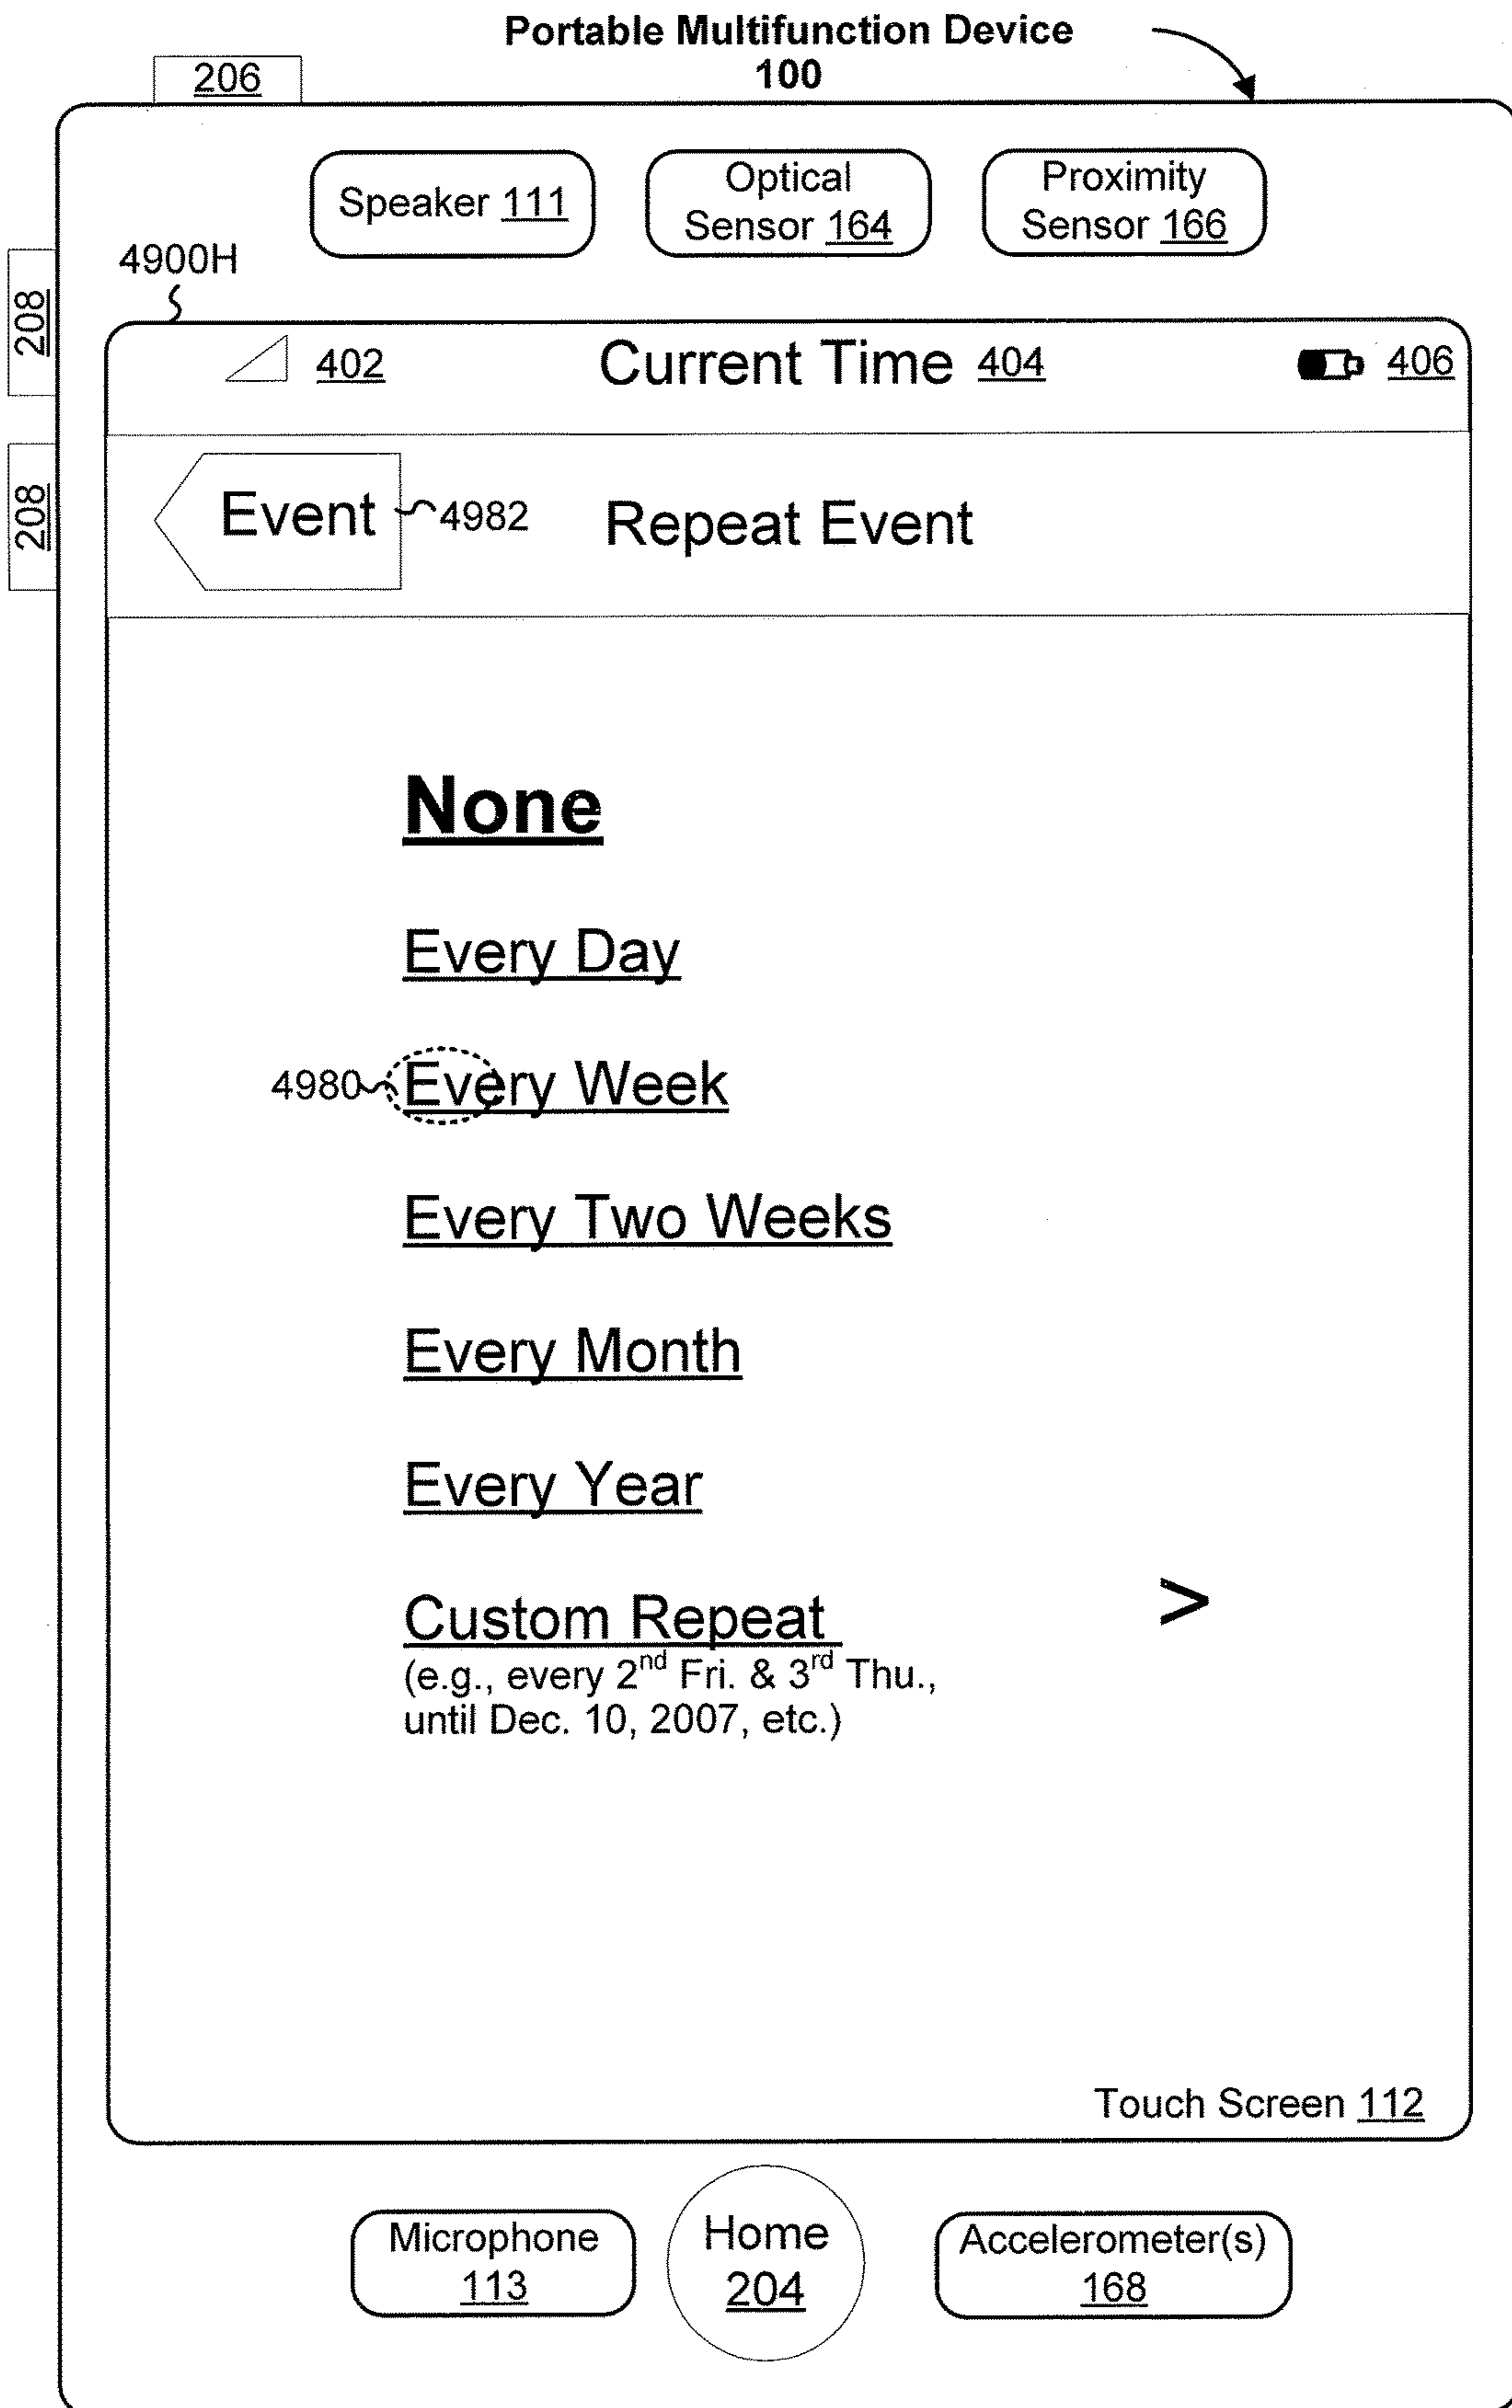 Portable Multifunction Device
100
206
Speaker 111
Optical
Sensor 164
Proximity
Sensor 166
4900H
208
208
402
Current Time 404
406
Event
4982
Repeat Event
None
Every Day
4980
Every Week
Every Two Weeks
Every Month
Every Year
Custom Repeat
>
(e.g., every 2nd Fri. & 3rd Thu.,
until Dec. 10, 2007, etc.)
Touch Screen 112
Microphone
113
Home
204
Accelerometer(s)
168